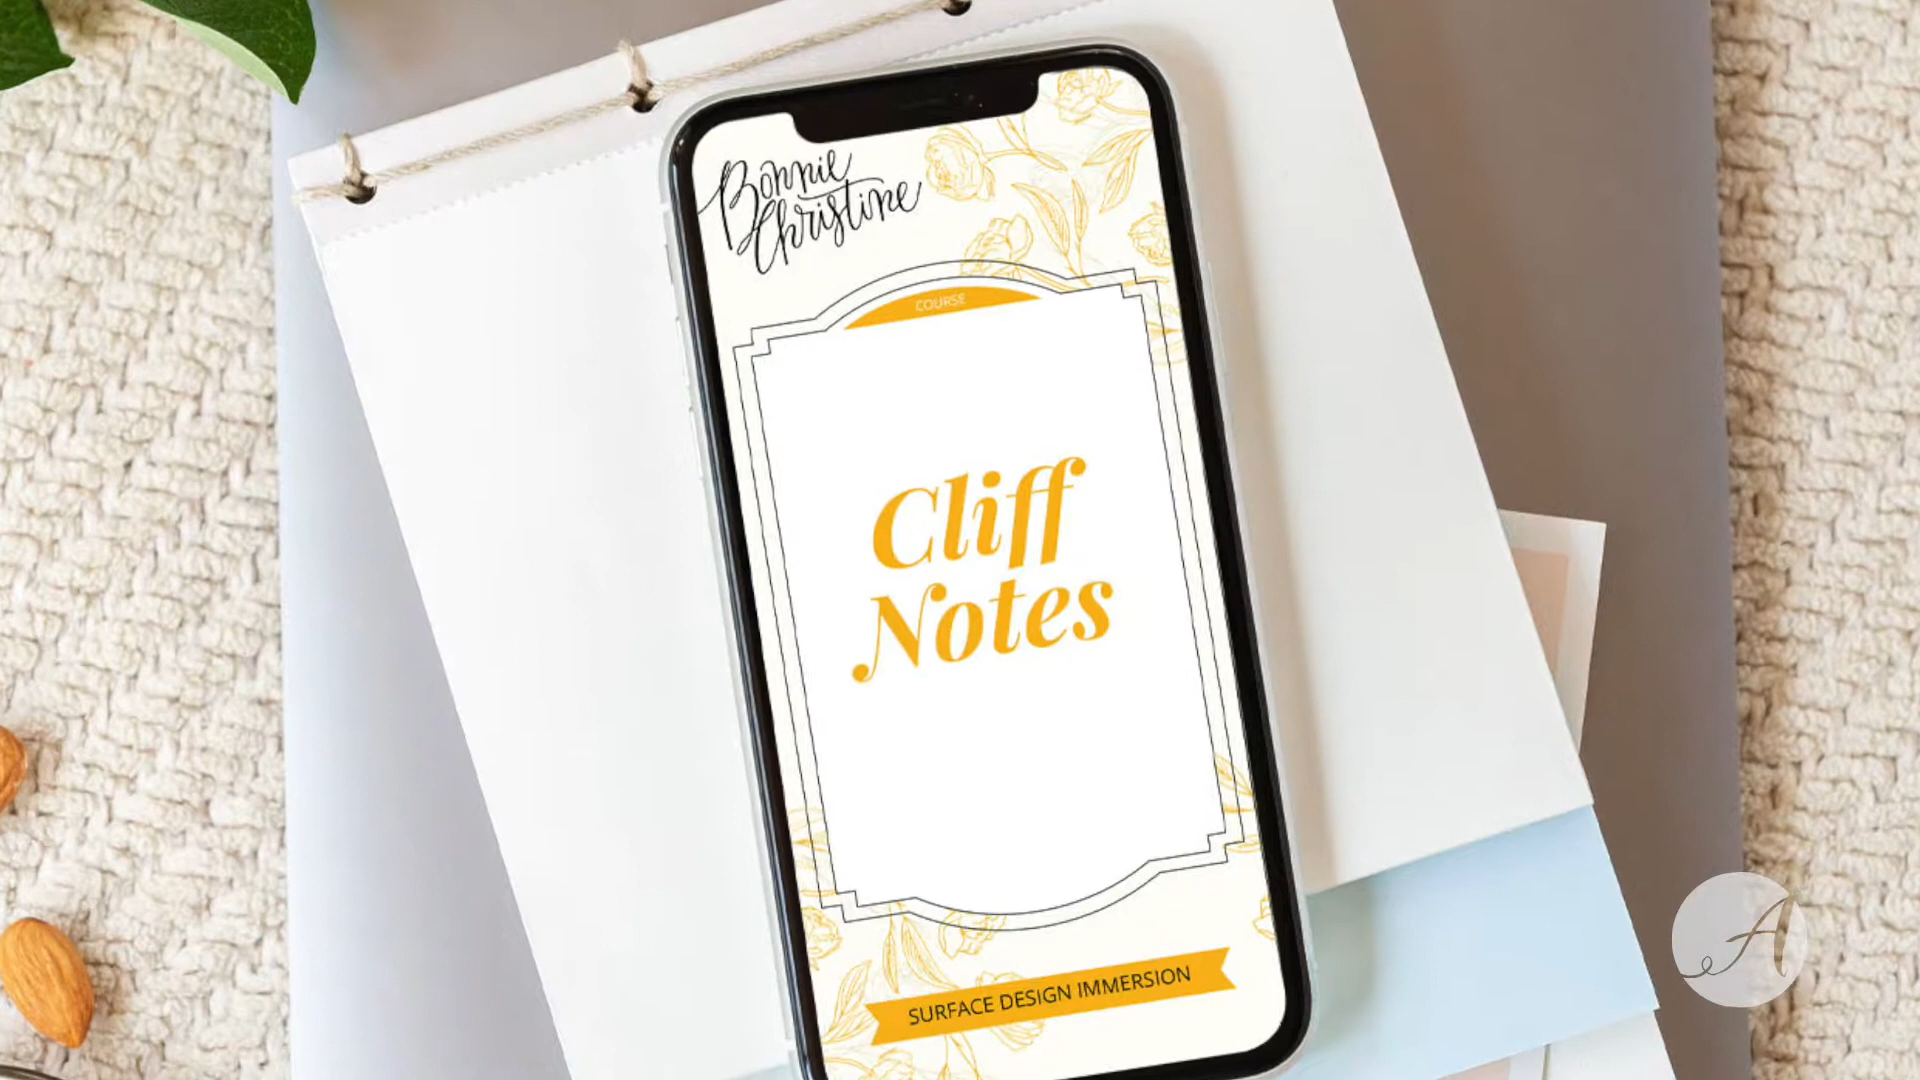 Bonnie
Christine
COURSE
Cliff
Notes
SURFACE DESIGN IMMERSION
A